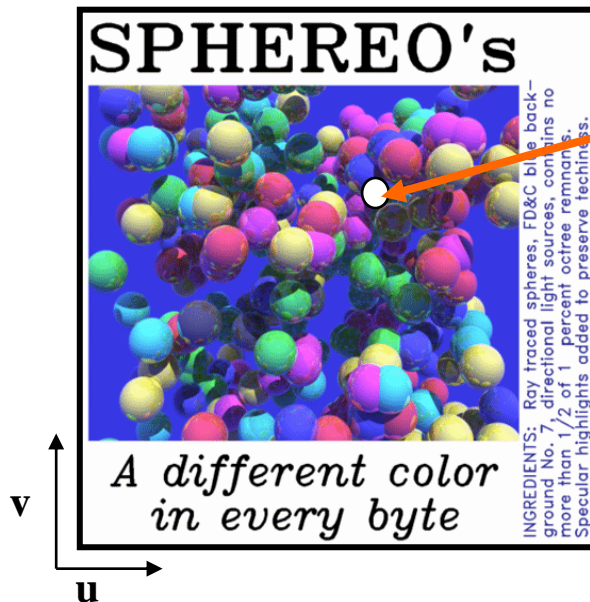 SPHEREO's
INGREDIENTS: Ray traced spheres, FD&C blue back-
ground No. 7, directional light sources, contains no
more than 1/2 of 1 percent octree remnants.
Specular highlights added to preserve techiness.
A different color
in every byte
v
u